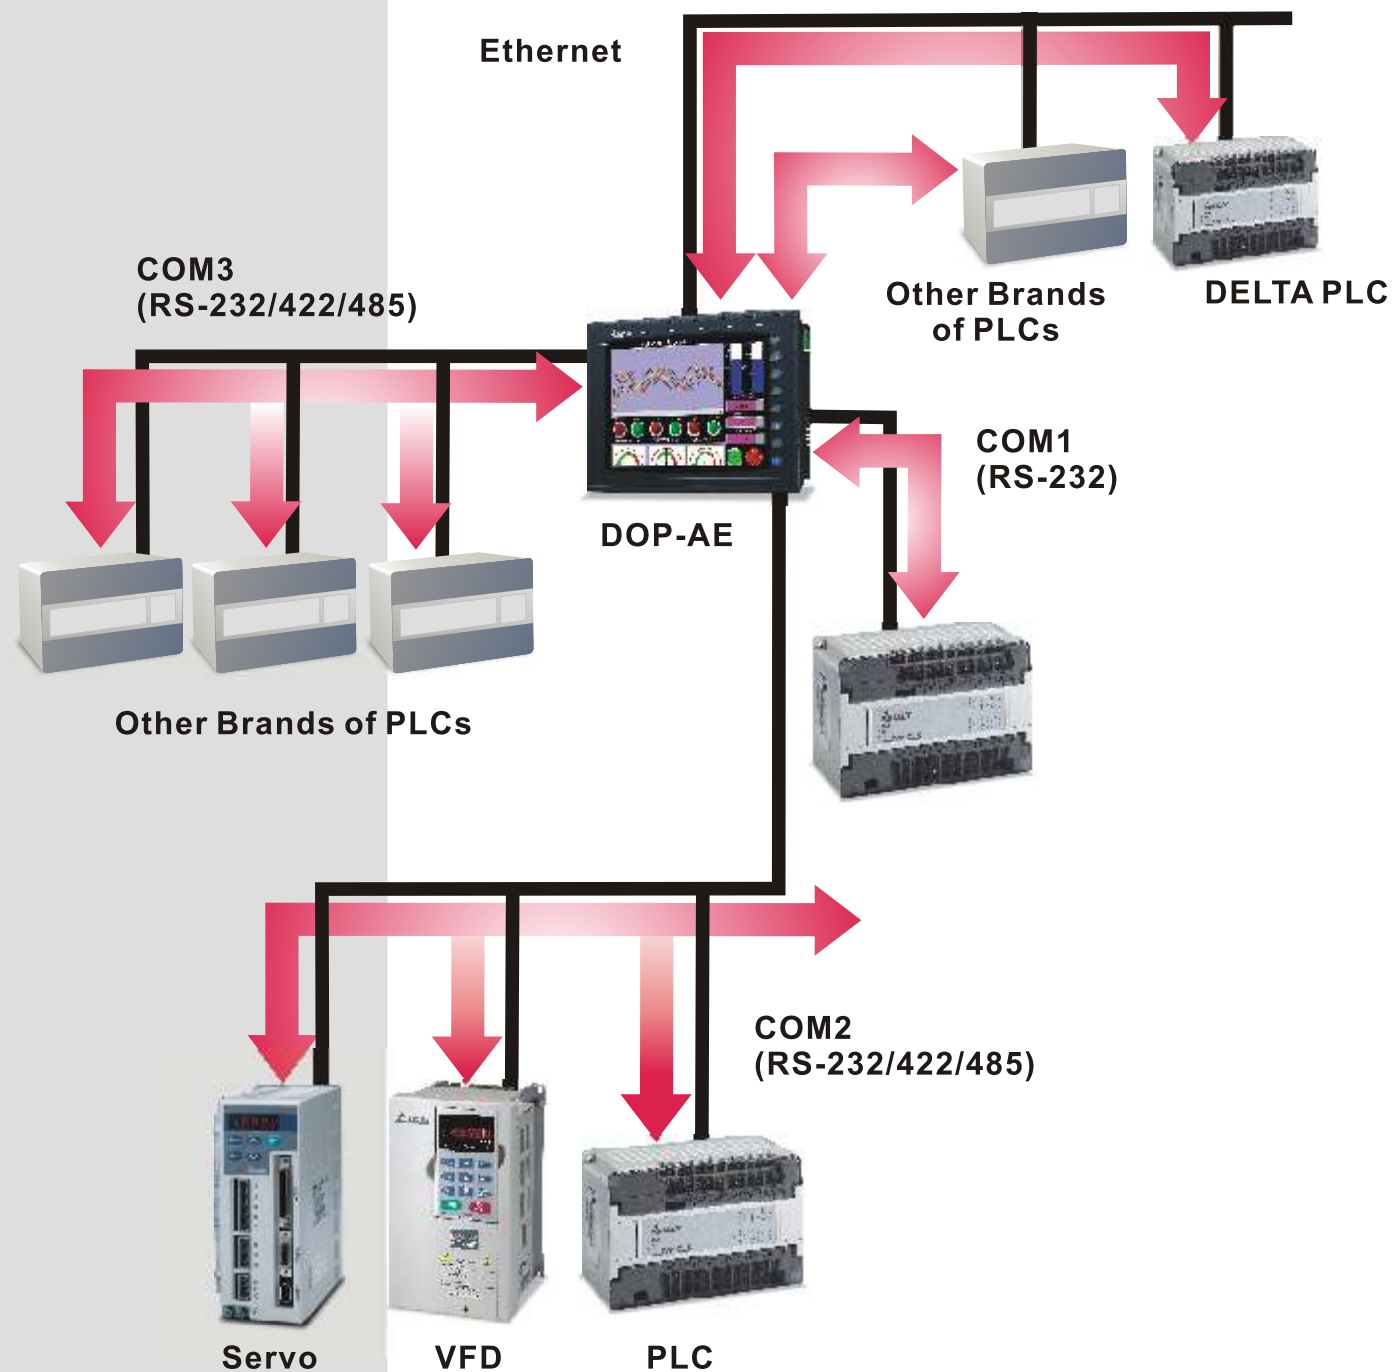 Ethernet
COM3
(RS-232/422/485)
Other Brands
of PLCs
DELTA PLC
COM1
(RS-232)
DOP-AE
Other Brands of PLCs
COM2
(RS-232/422/485)
Servo
VFD
PLC